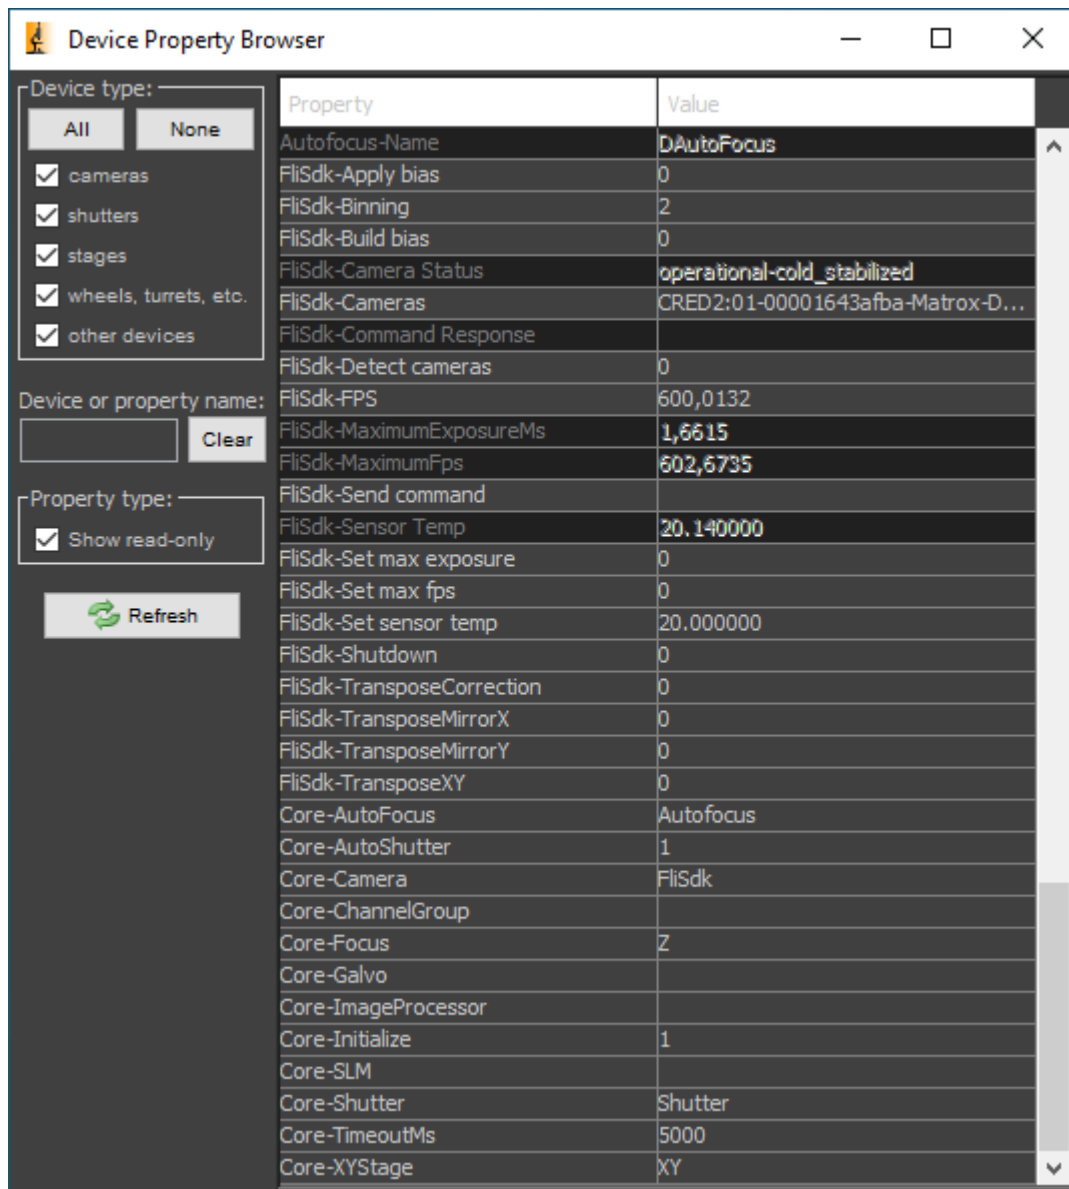 Device Property Browser
Device type:
All None
cameras
shutters
stages
wheels, turrets, etc.
other devices
Device or property name:
Clear
Property type:
Show read-only
Refresh
Property Value
Autofocus-Name DAutoFocus
FliSdk-Apply bias 0
FliSdk-Binning 2
FliSdk-Build bias 0
FliSdk-Camera Status operational-cold_stabilized
FliSdk-Cameras CRED2:01-00001643afba-Matrox-D...
FliSdk-Command Response
FliSdk-Detect cameras 0
FliSdk-FPS 600,0132
FliSdk-MaximumExposureMs 1,6615
FliSdk-MaximumFps 602,6735
FliSdk-Send command
FliSdk-Sensor Temp 20.140000
FliSdk-Set max exposure 0
FliSdk-Set max fps 0
FliSdk-Set sensor temp 20.000000
FliSdk-Shutdown 0
FliSdk-TransposeCorrection 0
FliSdk-TransposeMirrorX 0
FliSdk-TransposeMirrorY 0
FliSdk-TransposeXY 0
Core-AutoFocus Autofocus
Core-AutoShutter 1
Core-Camera FliSdk
Core-ChannelGroup
Core-Focus Z
Core-Galvo
Core-ImageProcessor
Core-Initialize 1
Core-SLM
Core-Shutter Shutter
Core-TimeoutMs 5000
Core-XYStage XY